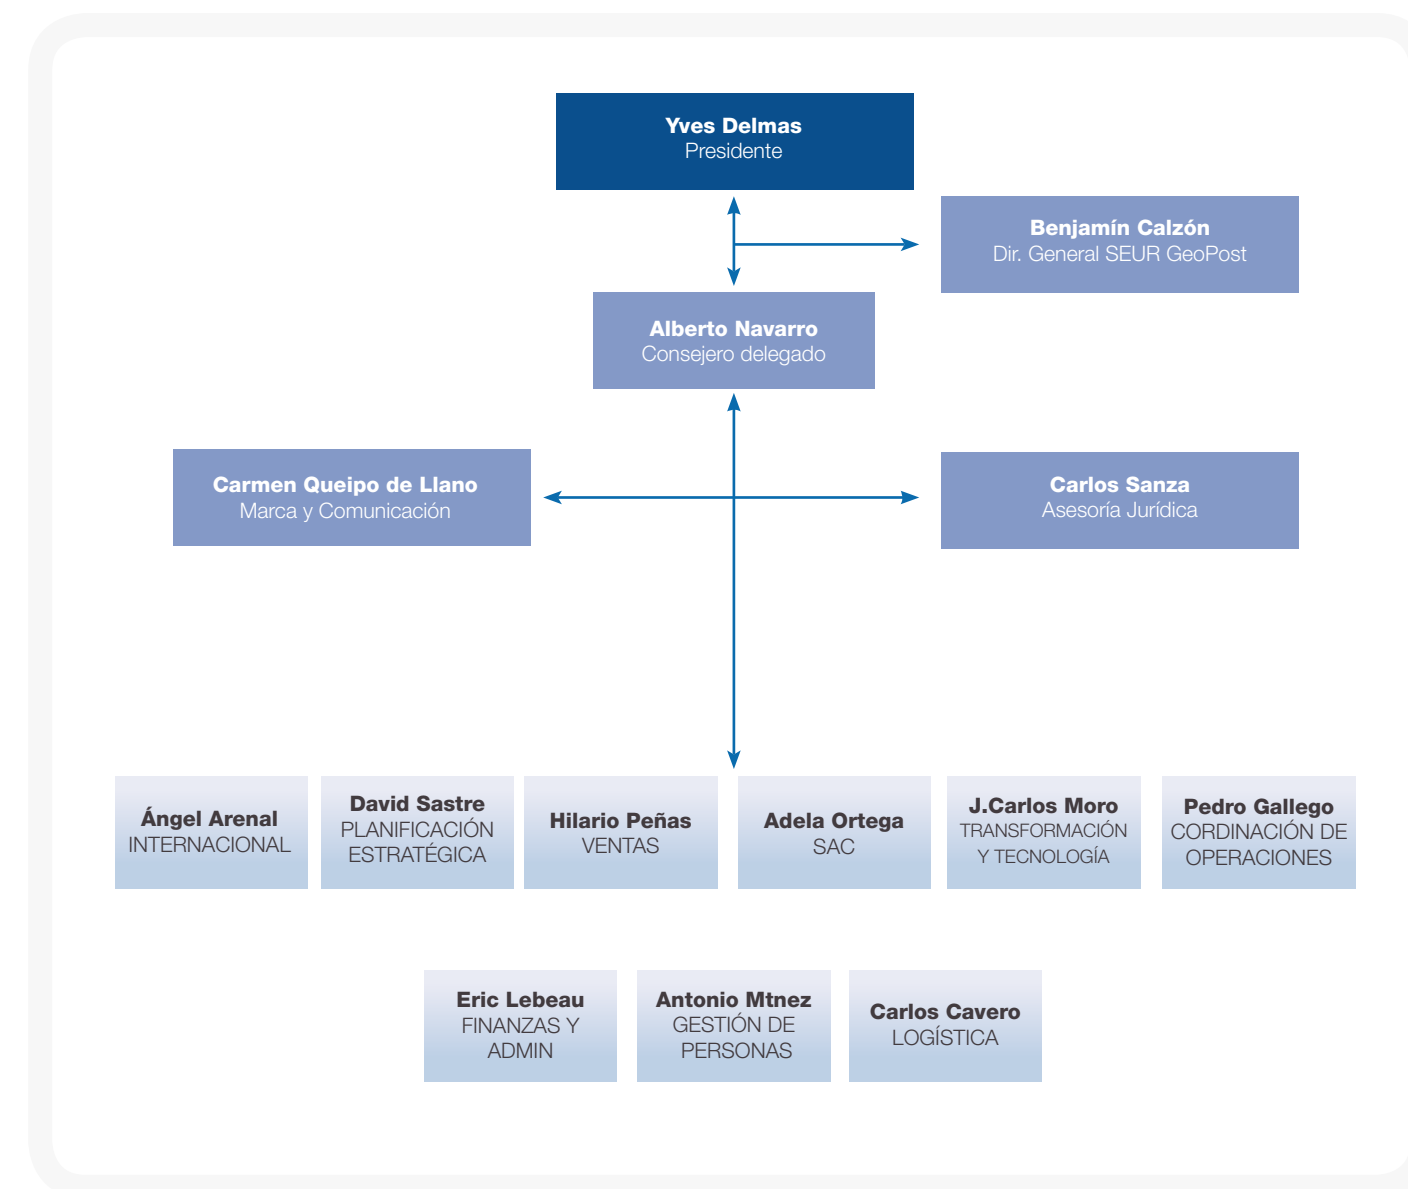 Yves Delmas
Presidente
Benjamín Calzón
Dir. General SEUR GeoPost
Alberto Navarro
Consejero delegado
Carmen Queipo de Llano
Marca y Comunicación
Carlos Sanza
Asesoría Jurídica
Ángel Arenal
INTERNACIONAL
David Sastre
PLANIFICACIÓN
ESTRATÉGICA
Hilario Peñas
VENTAS
Adela Ortega
SAC
J.Carlos Moro
TRANSFORMACIÓN
Y TECNOLOGÍA
Pedro Gallego
CORDINACIÓN DE
OPERACIONES
Eric Lebeau
FINANZAS Y
ADMIN
Antonio Mtnez
GESTIÓN DE
PERSONAS
Carlos Cavero
LOGÍSTICA